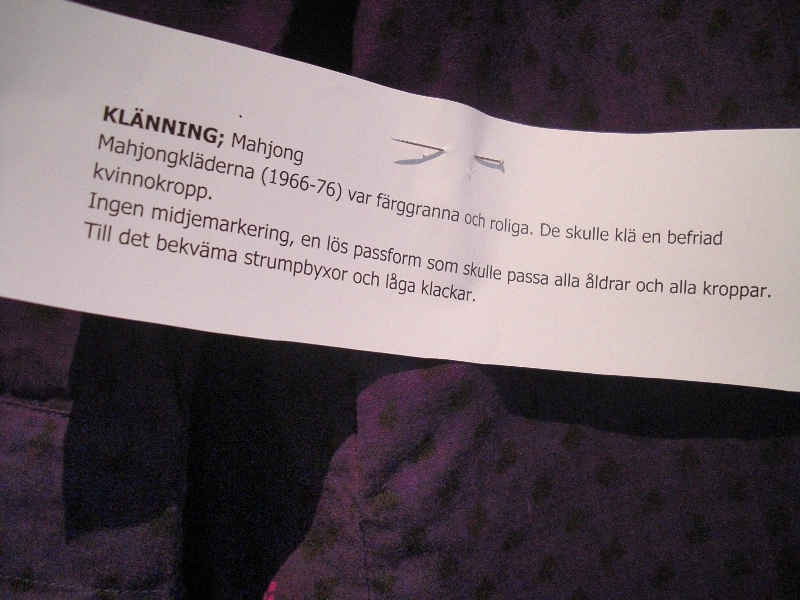 KLÄNNING; Mahjong
Mahjongkläderna (1966-76) var färggranna och roliga. De skulle klä en befriad
kvinnokropp.
Ingen midjemarkering, en lös passform som skulle passa alla åldrar och alla kroppar.
Till det bekväma strumpbyxor och låga klackar.